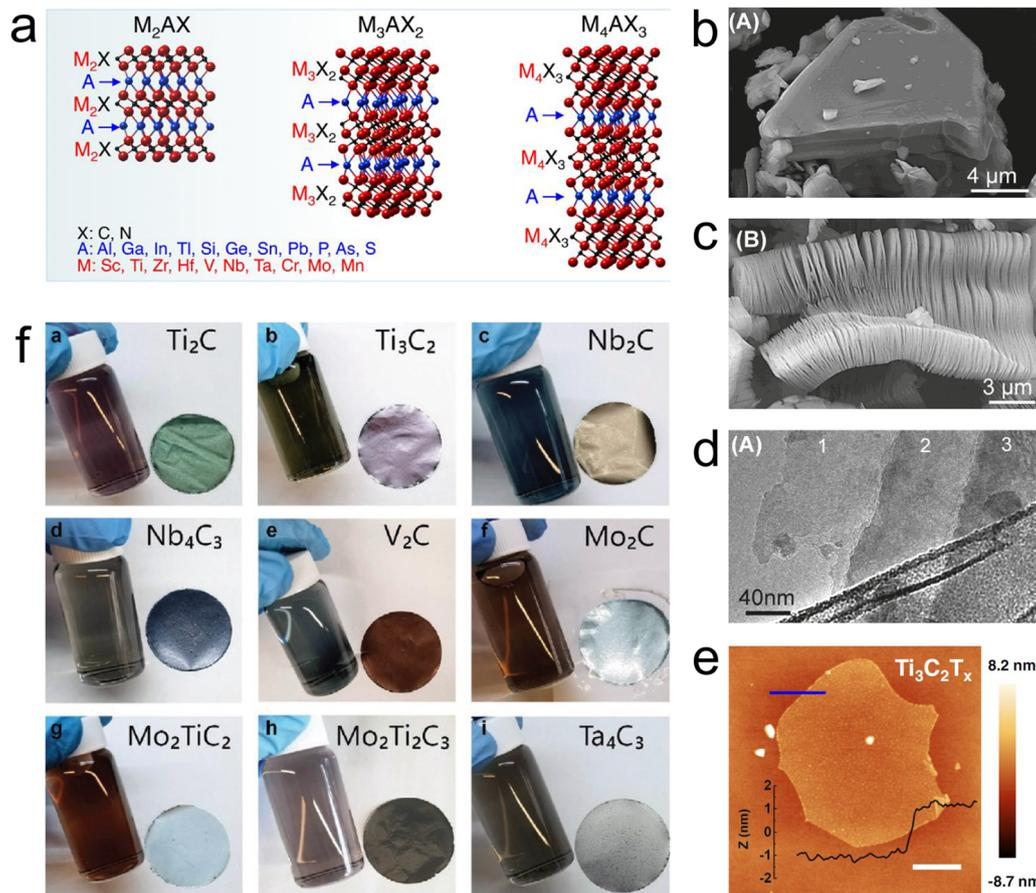 a
M₂AX
M₃AX₂
M₄AX₃
M₂X
A
M₂X
A
M₂X
M₃X₂
A
M₃X₂
A
M₃X₂
M₄X₃
A
M₄X₃
A
M₄X₃
X: C, N
A: Al, Ga, In, Tl, Si, Ge, Sn, Pb, P, As, S
M: Sc, Ti, Zr, Hf, V, Nb, Ta, Cr, Mo, Mn
b
(A)
4 µm
c
(B)
3 µm
d
(A)
1 2 3
40nm
e
Ti₃C₂Tₓ
8.2 nm
-8.7 nm
Z (nm)
2
1
0
-1
-2
f
a
Ti₂C
b
Ti₃C₂
c
Nb₂C
d
Nb₄C₃
e
V₂C
f
Mo₂C
g
Mo₂TiC₂
h
Mo₂Ti₂C₃
i
Ta₄C₃